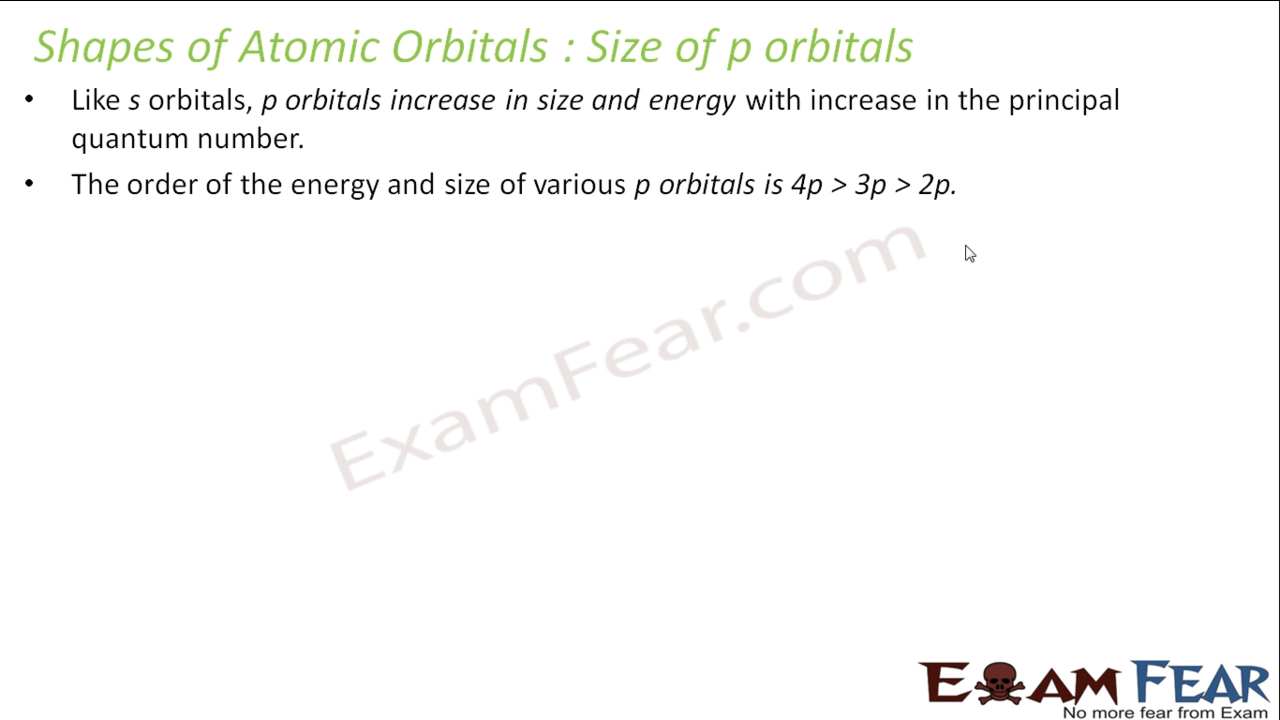 Shapes of Atomic Orbitals : Size of p orbitals
• Like s orbitals, p orbitals increase in size and energy with increase in the principal
quantum number.
• The order of the energy and size of various p orbitals is 4p > 3p > 2p.
ExamFear.com
EXAM FEAR
No more fear from Exam